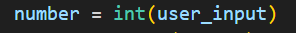 number = int(user_input)